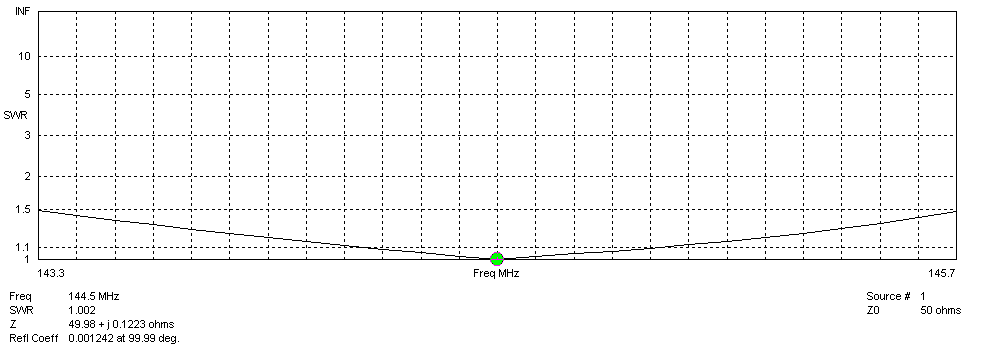 INF
10
5
SWR
3
2
1.5
1.1
1
143.3 Freq MHz 145.7
Freq 144.5 MHz Source # 1
SWR 1.002 Z0 50 ohms
Z 49.98 + j 0.1223 ohms
Refl Coeff 0.001242 at 99.99 deg.